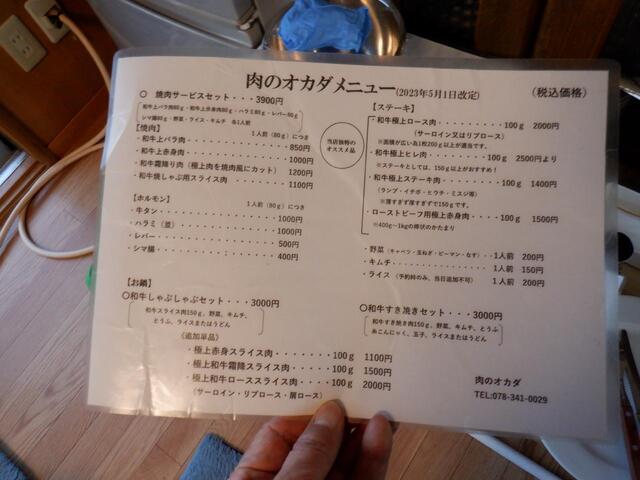 肉のオカダメニュー(2023年5月1日改定)
(税込価格)
○ 焼肉サービスセット・・・3900円
和牛上バラ肉80g・和牛上赤身肉80g・ハラミ80g・レバー80g
シマ腸80g・野菜・ライス・キムチ 各1人前
【焼肉】 1人前(80g)につき
・和牛上バラ肉・・・850円
・和牛上赤身肉・・・1000円
・和牛霜降り肉(極上肉を焼肉風にカット) 1200円
・和牛焼しゃぶ用スライス肉・・・1100円
当店独特の
オススメ品
【ホルモン】 1人前(80g)につき
・牛タン・・・1000円
・ハラミ(並)・・・1000円
・レバー・・・500円
・シマ腸・・・400円
【お鍋】
○和牛しゃぶしゃぶセット・・・3000円
和牛スライス肉150g、野菜、キムチ、
とうふ、ライスまたはうどん
〈追加単品〉
・極上赤身スライス肉・・・100g 1100円
・極上和牛霜降スライス肉・・・100g 1500円
・極上和牛ローススライス肉・・・100g 2000円
(サーロイン・リブロース・肩ロース)
【ステーキ】
・和牛極上ロース肉・・・100g 2000円
(サーロイン又はリブロース)
※面積が広い為1枚200g以上が適当です。
・和牛極上ヒレ肉・・・100g 2500円より
※ステーキとしては、150g以上がおすすめ!
・和牛極上ステーキ肉・・・100g 1400円
(ランプ・イチボ・ウチ・ミスジ等)
※薄すぎず厚すぎずで150gです。
・ローストビーフ用極上赤身肉・・・100g 1500円
※400g～1kgの棒状のかたまり
・野菜(キャベツ・玉ねぎ・ピーマン・なす)・・1人前 200円
・キムチ・・・1人前 150円
・ライス(予約時のみ、当日追加不可)・・・1人前 200円
○和牛すき焼きセット・・・3000円
和牛すき焼き肉150g、野菜、キムチ、とうふ
糸こんにゃく、玉子、ライスまたはうどん
肉のオカダ
TEL:078-341-0029